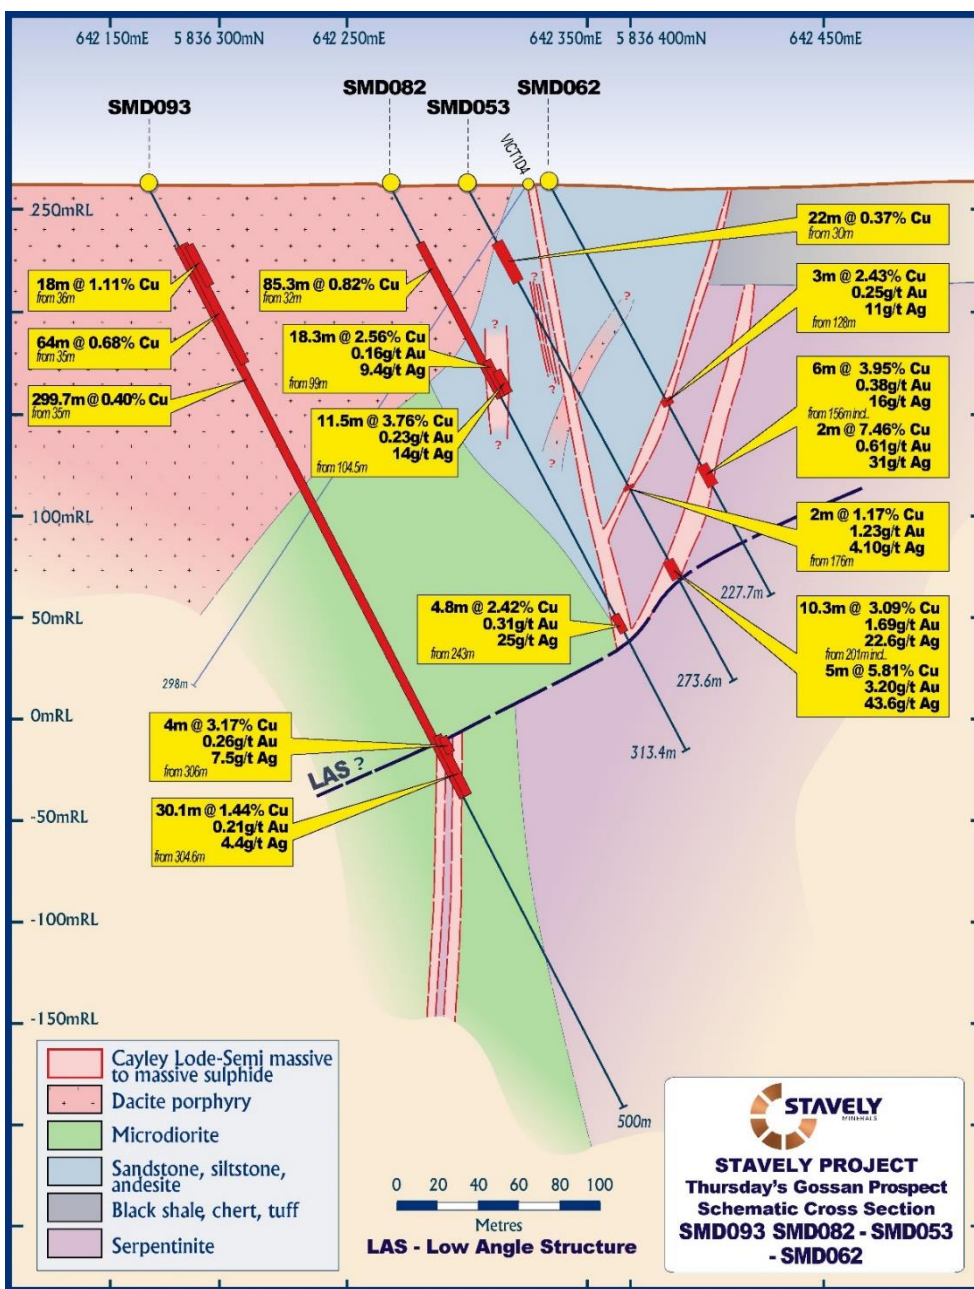 642 150mE 5 836 300mN 642 250mE 642 350mE 5 836 400mN 642 450mE
SMD093
SMD082
SMD053
SMD062
VICT1D4
250mRL
100mRL
50mRL
0mRL
-50mRL
-100mRL
-150mRL
18m @ 1.11% Cu
from 36m
64m @ 0.68% Cu
from 35m
299.7m @ 0.40% Cu
from 35m
85.3m @ 0.82% Cu
from 32m
18.3m @ 2.56% Cu
0.16g/t Au
9.4g/t Ag
from 99m
11.5m @ 3.76% Cu
0.23g/t Au
14g/t Ag
from 104.5m
?
?
?
?
?
?
22m @ 0.37% Cu
from 30m
3m @ 2.43% Cu
0.25g/t Au
11g/t Ag
from 128m
6m @ 3.95% Cu
0.38g/t Au
16g/t Ag
from 156m incl.
2m @ 7.46% Cu
0.61g/t Au
31g/t Ag
2m @ 1.17% Cu
1.23g/t Au
4.10g/t Ag
from 176m
10.3m @ 3.09% Cu
1.69g/t Au
22.6g/t Ag
from 201m incl.
5m @ 5.81% Cu
3.20g/t Au
43.6g/t Ag
4.8m @ 2.42% Cu
0.31g/t Au
25g/t Ag
from 243m
4m @ 3.17% Cu
0.26g/t Au
7.5g/t Ag
from 306m
30.1m @ 1.44% Cu
0.21g/t Au
4.4g/t Ag
from 304.6m
227.7m
273.6m
313.4m
298m
500m
LAS ?
Cayley Lode-Semi massive
to massive sulphide
Dacite porphyry
Microdiorite
Sandstone, siltstone,
andesite
Black shale, chert, tuff
Serpentinite
0 20 40 60 80 100
Metres
LAS - Low Angle Structure
STAVELY
MINERALS
STAVELY PROJECT
Thursday's Gossan Prospect
Schematic Cross Section
SMD093 SMD082 - SMD053
- SMD062